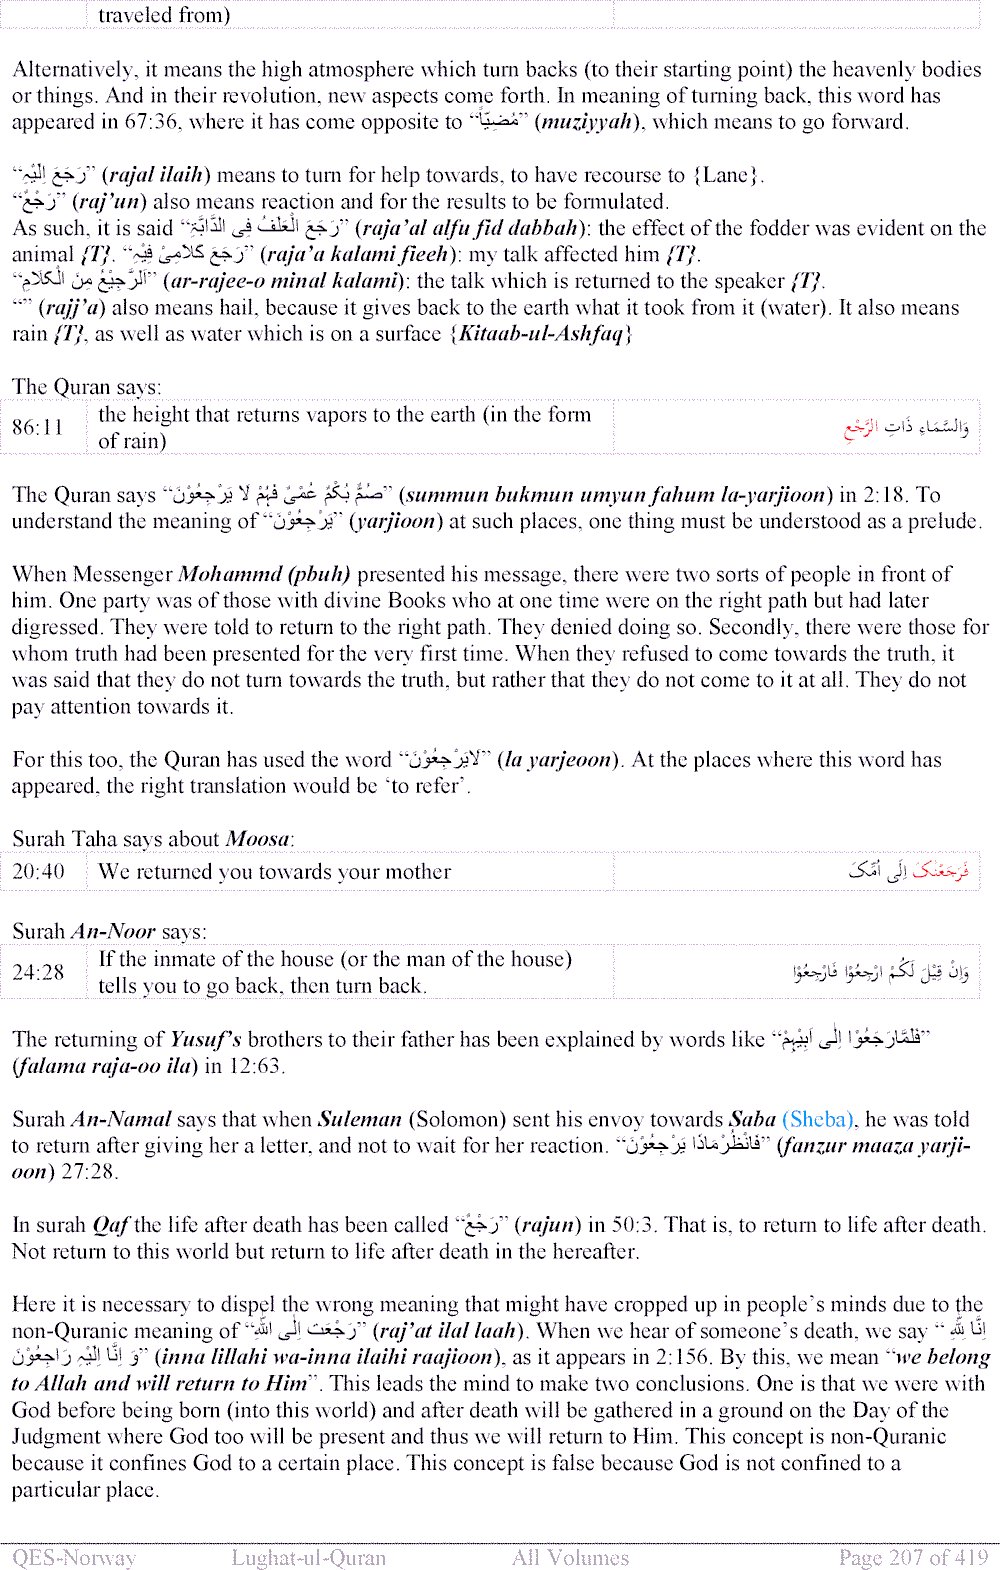 traveled from)
Alternatively, it means the high atmosphere which turn backs (to their starting point) the heavenly bodies
or things. And in their revolution, new aspects come forth. In meaning of turning back, this word has
appeared in 67:36, where it has come opposite to “مُضِيّاً” (muziyyah), which means to go forward.
“رَجَعَ اِلَيْہِ” (rajal ilaih) means to turn for help towards, to have recourse to {Lane}.
“رَجْعٌ” (raj’un) also means reaction and for the results to be formulated.
As such, it is said “رَجَعَ الْعَلَفُ فِی الدَّابَّۃِ” (raja’al alfu fid dabbah): the effect of the fodder was evident on the
animal {T}. “رَجَعَ کَلَامِیْ فِيْہِ” (raja’a kalami fieeh): my talk affected him {T}.
“اَلرَّجِيْعُ مِنَ الْکَلَامِ” (ar-rajee-o minal kalami): the talk which is returned to the speaker {T}.
“” (rajj’a) also means hail, because it gives back to the earth what it took from it (water). It also means
rain {T}, as well as water which is on a surface {Kitaab-ul-Ashfaq}
The Quran says:
86:11 the height that returns vapors to the earth (in the form of rain) وَالسَّمَاءِ ذَاتِ الرَّجْعِ
The Quran says “صُمٌّ بُکْمٌ عُمْیٌ فَہُمْ لَا يَرْجِعُوْنَ” (summun bukmun umyun fahum la-yarjioon) in 2:18. To
understand the meaning of “يَرْجِعُوْنَ” (yarjioon) at such places, one thing must be understood as a prelude.
When Messenger Mohammd (pbuh) presented his message, there were two sorts of people in front of
him. One party was of those with divine Books who at one time were on the right path but had later
digressed. They were told to return to the right path. They denied doing so. Secondly, there were those for
whom truth had been presented for the very first time. When they refused to come towards the truth, it
was said that they do not turn towards the truth, but rather that they do not come to it at all. They do not
pay attention towards it.
For this too, the Quran has used the word “لَايَرْجِعُوْنَ” (la yarjeoon). At the places where this word has
appeared, the right translation would be ‘to refer’.
Surah Taha says about Moosa:
20:40 We returned you towards your mother فَرَجَعْنٰکَ اِلَی اُمِّکَ
Surah An-Noor says:
24:28 If the inmate of the house (or the man of the house) tells you to go back, then turn back. وَاِنْ قِيْلَ لَکُمْ ارْجِعُوْا فَارْجِعُوْا
The returning of Yusuf’s brothers to their father has been explained by words like “فَلَمَّارَجَعُوْا اِلٰی اَبِيْہِمْ”
(falama raja-oo ila) in 12:63.
Surah An-Namal says that when Suleman (Solomon) sent his envoy towards Saba (Sheba), he was told
to return after giving her a letter, and not to wait for her reaction. “فَانْظُرْمَاذَا يَرْجِعُوْنَ” (fanzur maaza yarji-
oon) 27:28.
In surah Qaf the life after death has been called “رَجْعٌ” (rajun) in 50:3. That is, to return to life after death.
Not return to this world but return to life after death in the hereafter.
Here it is necessary to dispel the wrong meaning that might have cropped up in people’s minds due to the
non-Quranic meaning of “رَجْعَت اِلٰی اللّٰہِ” (raj’at ilal laah). When we hear of someone’s death, we say “ اِنَّا لِلّٰہِ
وَ اِنَّا اِلَيْہِ رَاجِعُوْنَ” (inna lillahi wa-inna ilaihi raajioon), as it appears in 2:156. By this, we mean “we belong
to Allah and will return to Him”. This leads the mind to make two conclusions. One is that we were with
God before being born (into this world) and after death will be gathered in a ground on the Day of the
Judgment where God too will be present and thus we will return to Him. This concept is non-Quranic
because it confines God to a certain place. This concept is false because God is not confined to a
particular place.
QES-Norway Lughat-ul-Quran All Volumes Page 207 of 419